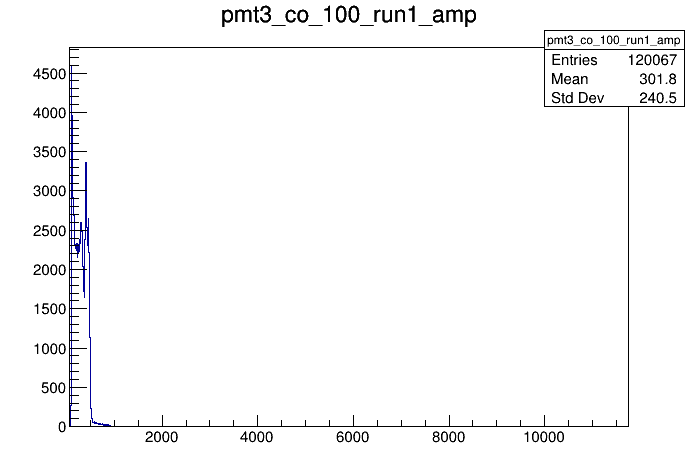 pmt3_co_100_run1_amp
pmt3_co_100_run1_amp
Entries 120067
Mean 301.8
Std Dev 240.5
4500
4000
3500
3000
2500
2000
1500
1000
500
0
2000 4000 6000 8000 10000